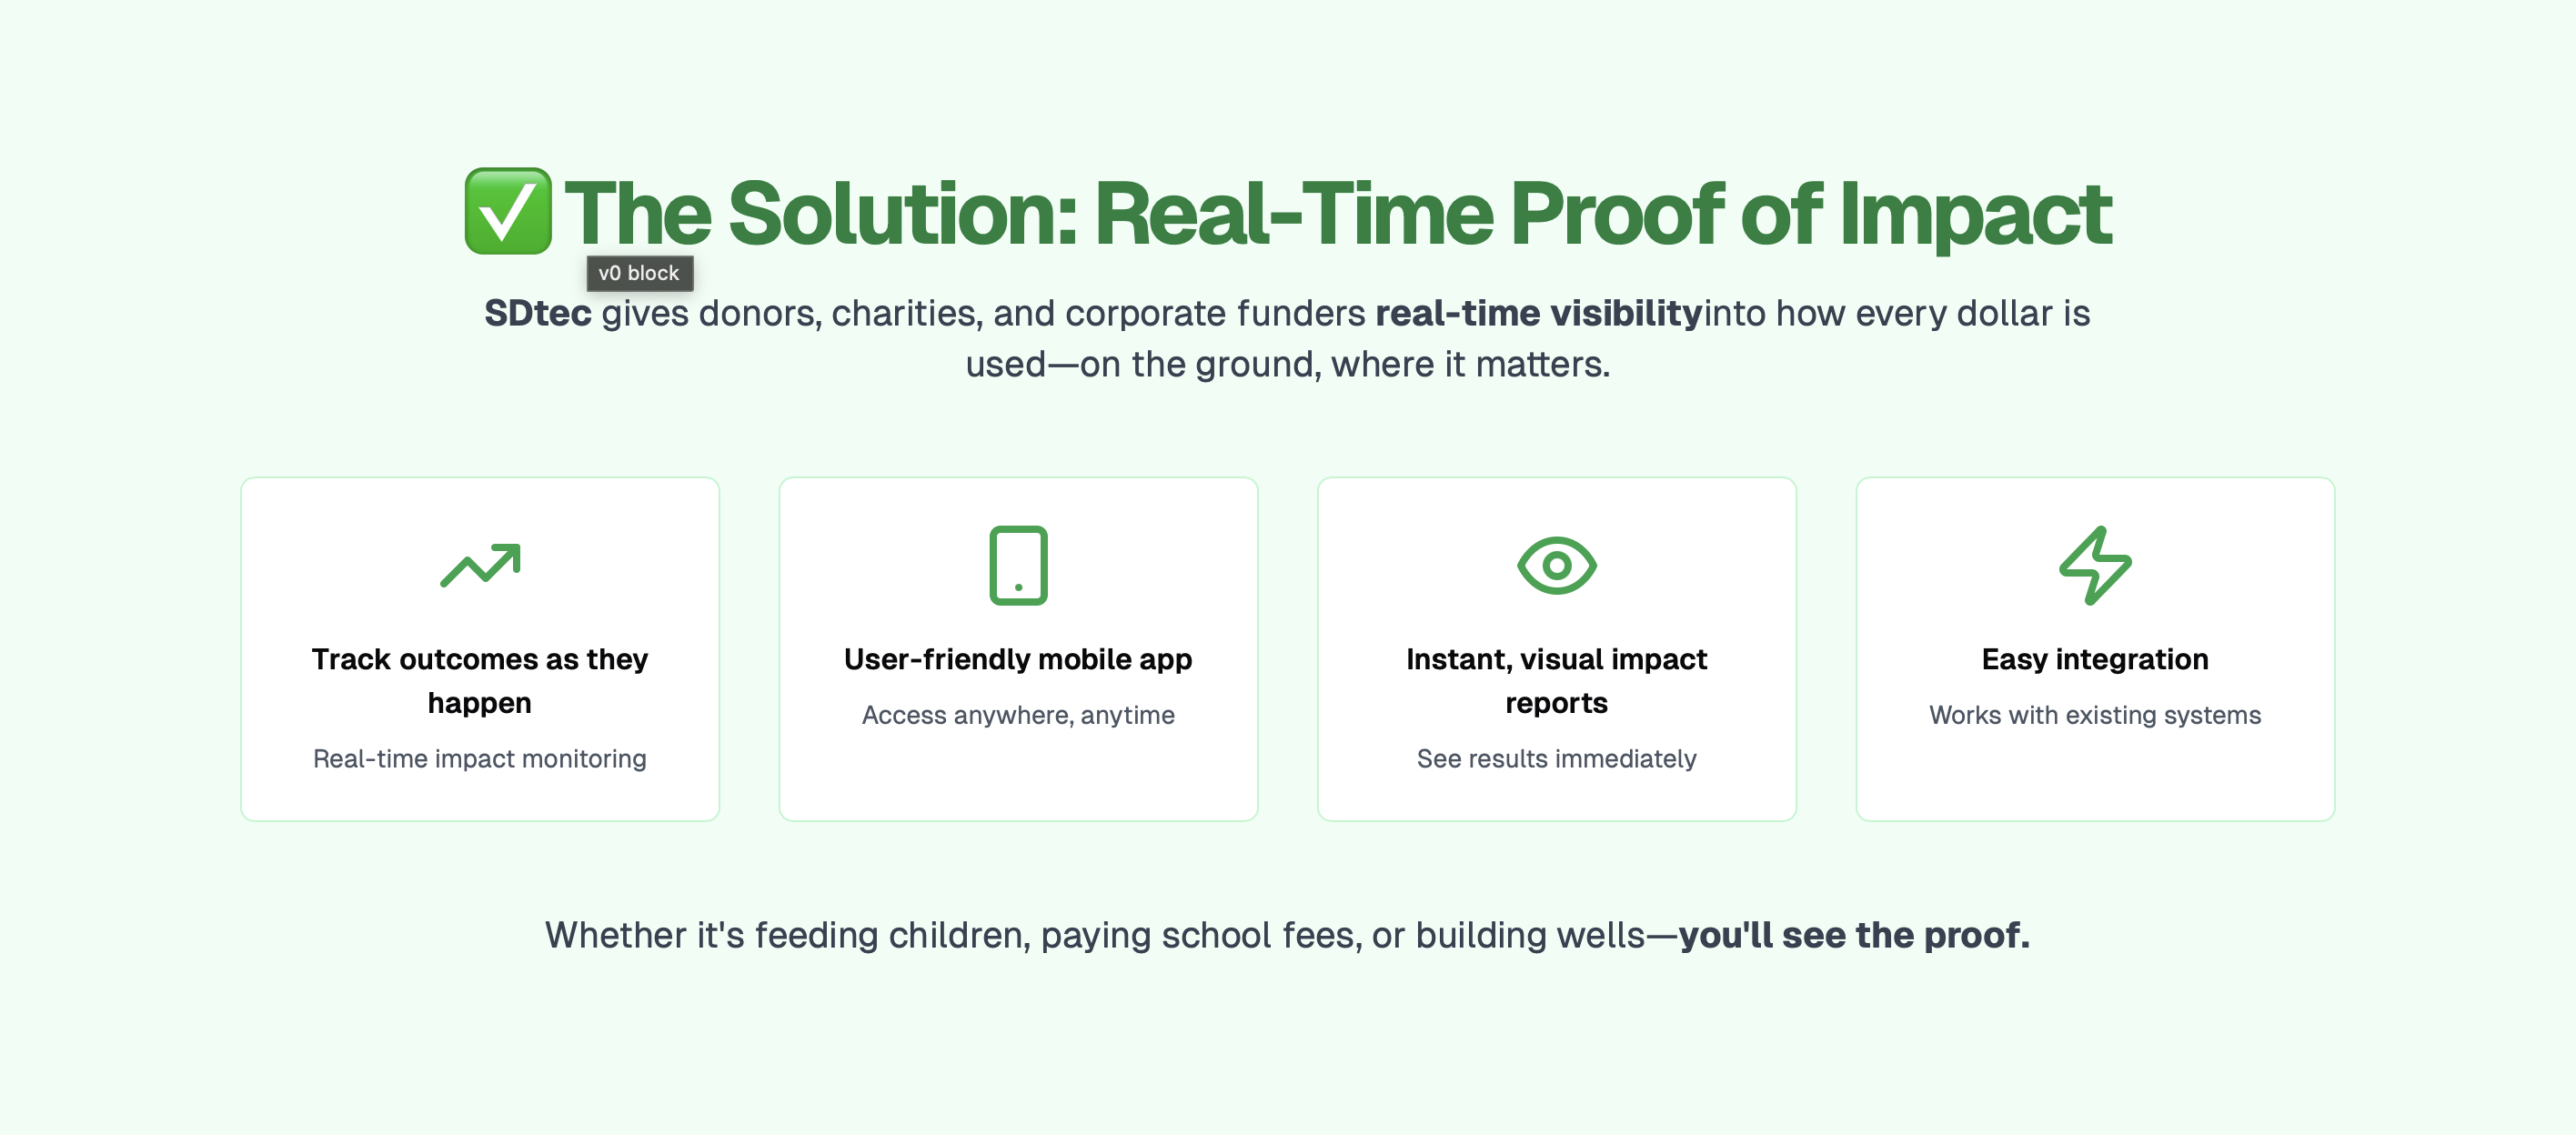 ✅ The Solution: Real-Time Proof of Impact
v0 block
SDtec gives donors, charities, and corporate funders real-time visibilityinto how every dollar is
used—on the ground, where it matters.
Track outcomes as they
happen
Real-time impact monitoring
User-friendly mobile app
Access anywhere, anytime
Instant, visual impact
reports
See results immediately
Easy integration
Works with existing systems
Whether it's feeding children, paying school fees, or building wells—you'll see the proof.